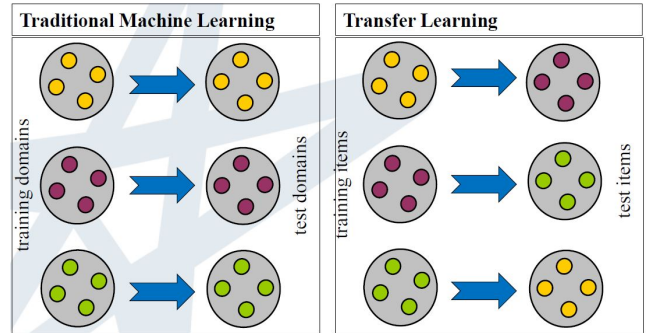 Traditional Machine Learning
training domains
test domains
Transfer Learning
training items
test items